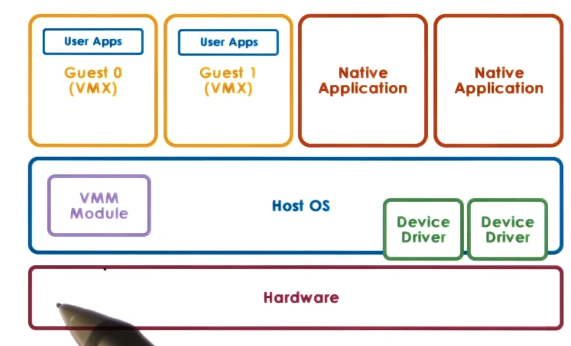 User Apps
Guest 0
(VMX)
User Apps
Guest 1
(VMX)
Native
Application
Native
Application
VMM
Module
Host OS
Device
Driver
Device
Driver
Hardware